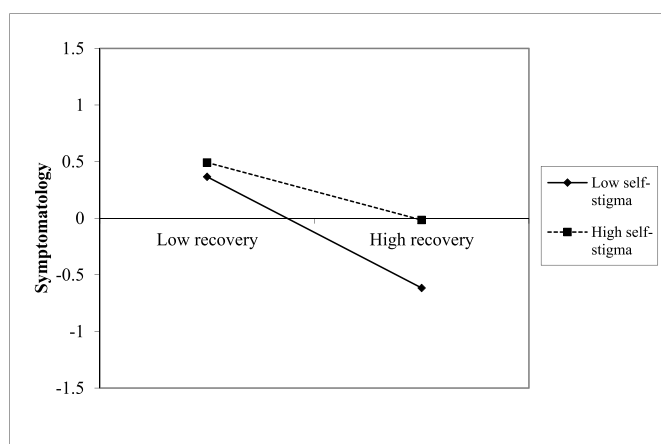 1.5
1
0.5
0
-0.5
-1
-1.5
Symptomatology
Low recovery
High recovery
Low self-
stigma
High self-
stigma